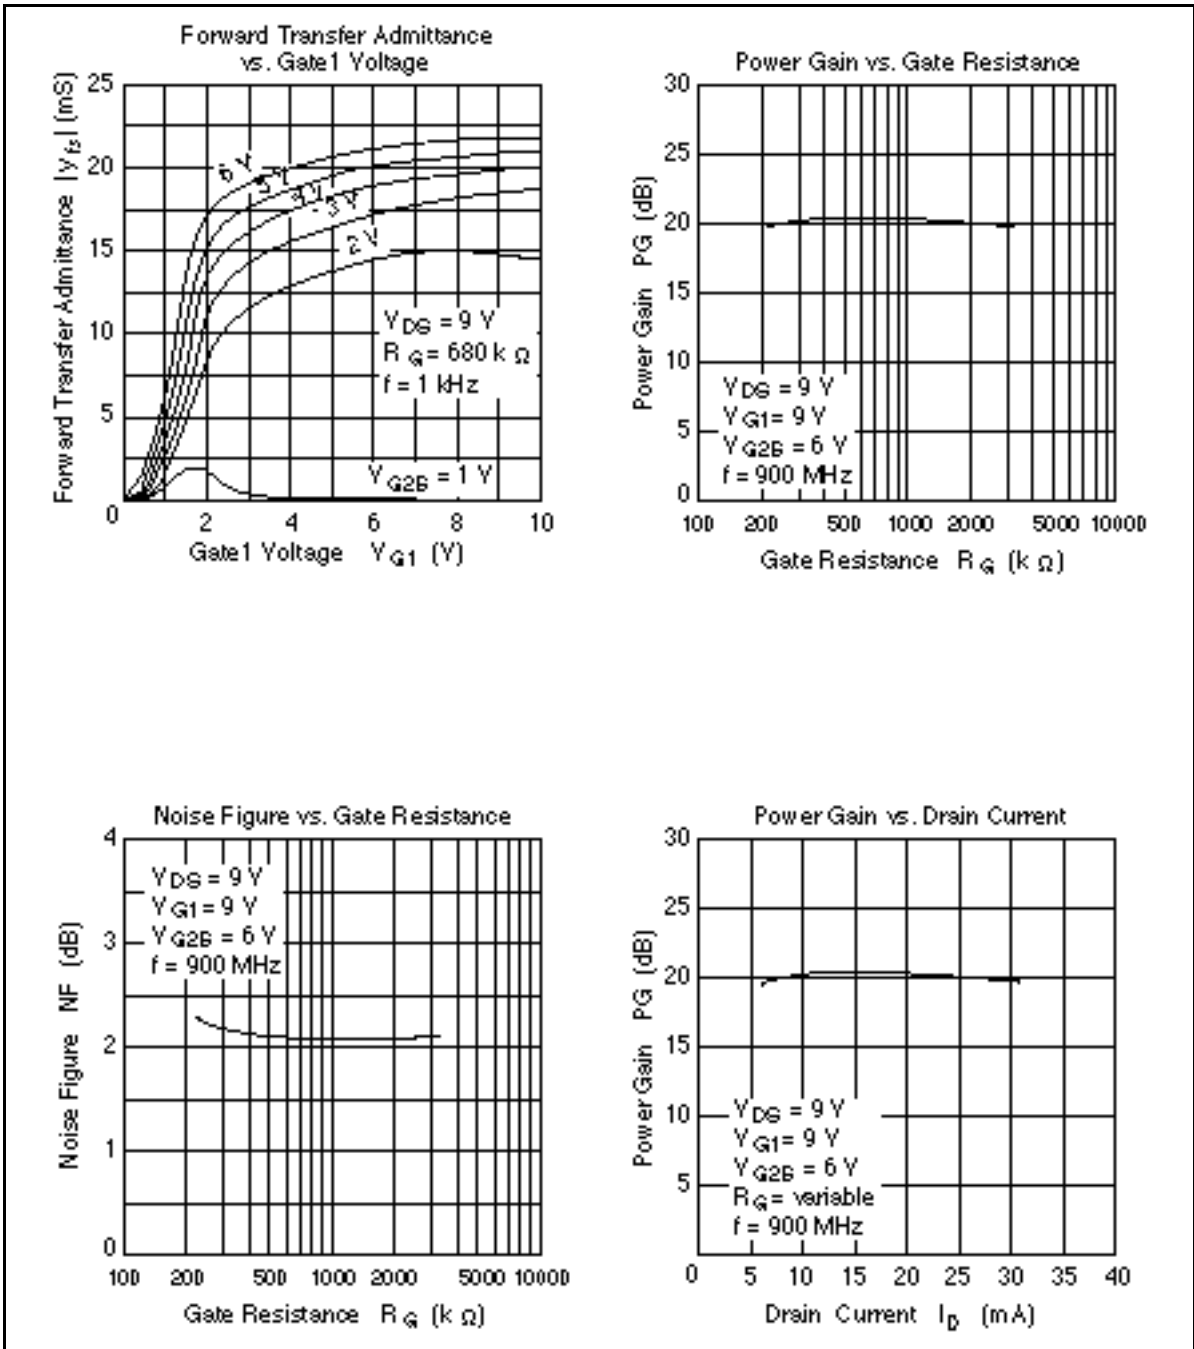 Forward Transfer Admittance
vs. Gate1 Voltage
Forward Transfer Admittance |yfs| (mS)
25
20
15
10
5
0
2
4
6
8
10
6 V
5 V
4 V
3 V
2 V
VDS = 9 V
RG = 680 k Ω
f = 1 kHz
VG2S = 1 V
Gate1 Voltage VG1 (V)
Power Gain vs. Gate Resistance
Power Gain PG (dB)
30
25
20
15
10
5
0
VDS = 9 V
VG1 = 9 V
VG2S = 6 V
f = 900 MHz
100 200 500 1000 2000 5000 10000
Gate Resistance RG (k Ω)
Noise Figure vs. Gate Resistance
Noise Figure NF (dB)
4
3
2
1
0
VDS = 9 V
VG1 = 9 V
VG2S = 6 V
f = 900 MHz
100 200 500 1000 2000 5000 10000
Gate Resistance RG (k Ω)
Power Gain vs. Drain Current
Power Gain PG (dB)
30
25
20
15
10
5
VDS = 9 V
VG1 = 9 V
VG2S = 6 V
RG = variable
f = 900 MHz
0 5 10 15 20 25 30 35 40
Drain Current ID (mA)